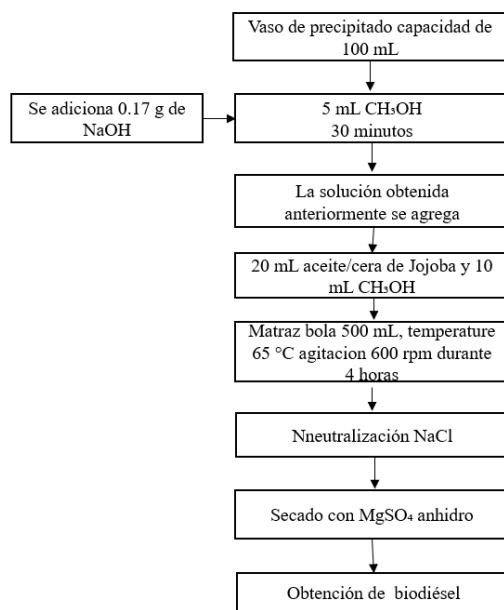 Vaso de precipitado capacidad de
100 mL
Se adiciona 0.17 g de
NaOH
5 mL CH₃OH
30 minutos
La solución obtenida
anteriormente se agrega
20 mL aceite/cera de Jojoba y 10
mL CH₃OH
Matraz bola 500 mL, temperature
65 °C agitacion 600 rpm durante
4 horas
Nneutralización NaCl
Secado con MgSO₄ anhidro
Obtención de biodiésel